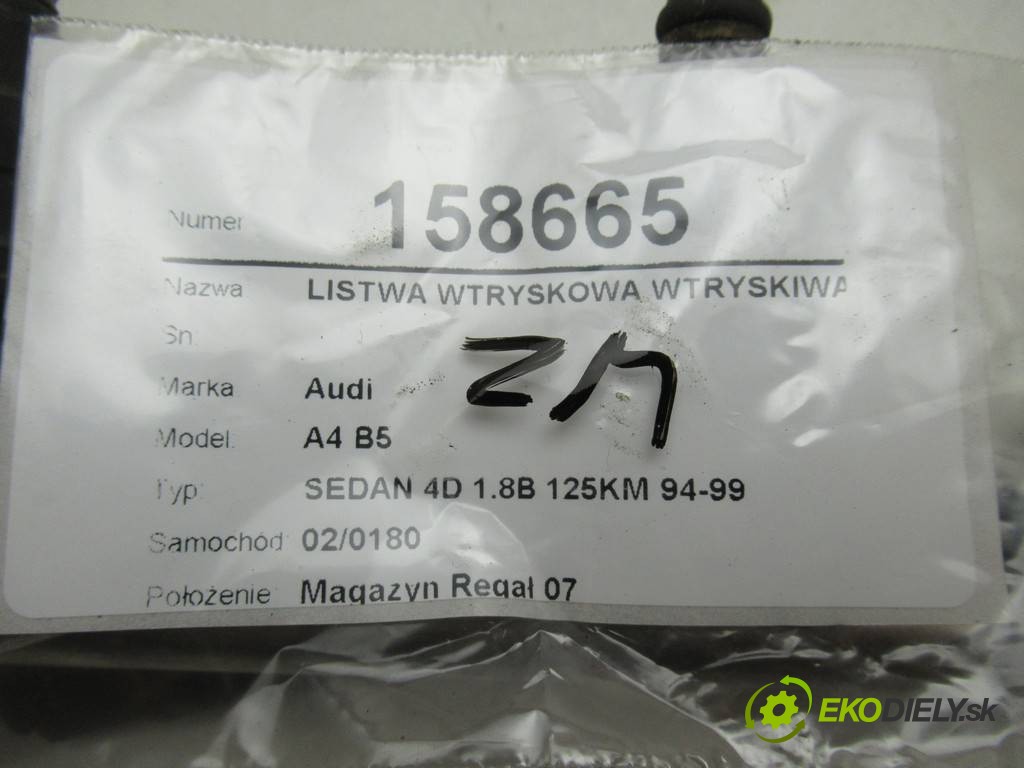 Numer 158665
Nazwa LISTWA WTRYSKOWA WTRYSKIWA
Sn:
Marka Audi
Model: A4 B5
Typ: SEDAN 4D 1.8B 125KM 94-99
Samochód: 02/0180
Położenie: Magazyn Regał 07
EKODIELY.sk